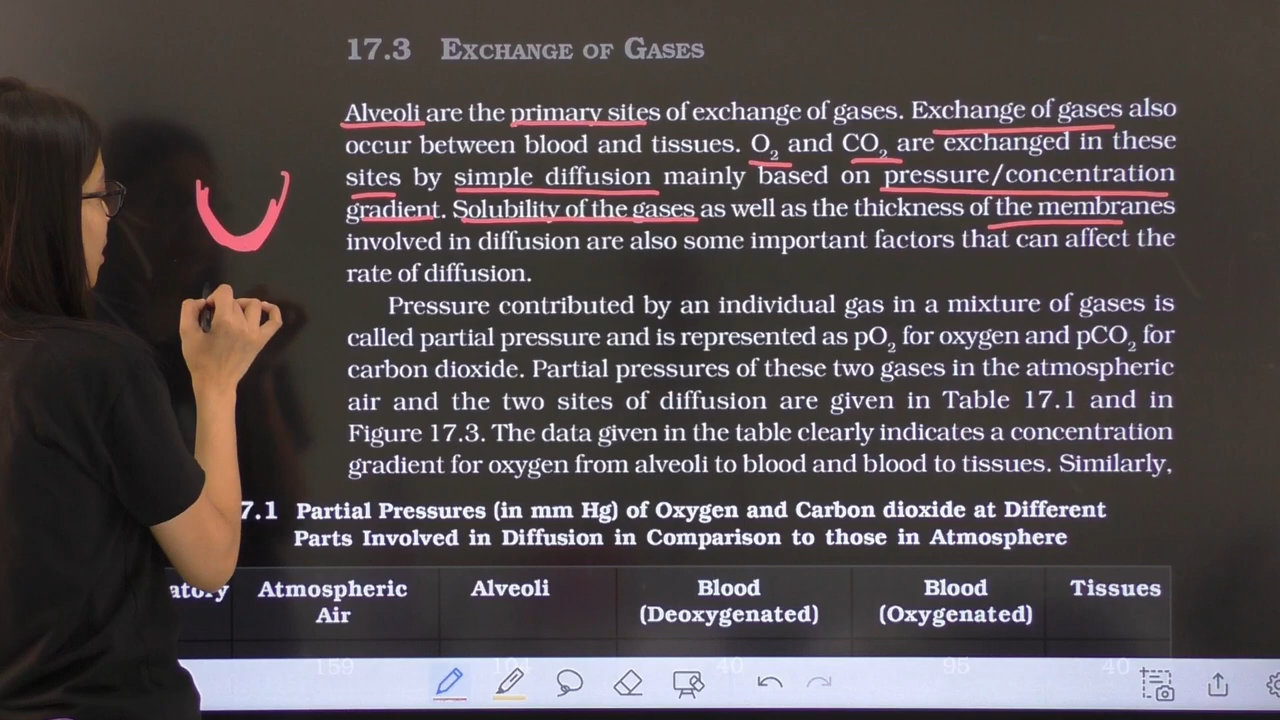 17.3 EXCHANGE OF GASES
Alveoli are the primary sites of exchange of gases. Exchange of gases also
occur between blood and tissues. O₂ and CO₂ are exchanged in these
sites by simple diffusion mainly based on pressure/concentration
gradient. Solubility of the gases as well as the thickness of the membranes
involved in diffusion are also some important factors that can affect the
rate of diffusion.
Pressure contributed by an individual gas in a mixture of gases is
called partial pressure and is represented as pO₂ for oxygen and pCO₂ for
carbon dioxide. Partial pressures of these two gases in the atmospheric
air and the two sites of diffusion are given in Table 17.1 and in
Figure 17.3. The data given in the table clearly indicates a concentration
gradient for oxygen from alveoli to blood and blood to tissues. Similarly,
7.1 Partial Pressures (in mm Hg) of Oxygen and Carbon dioxide at Different
Parts Involved in Diffusion in Comparison to those in Atmosphere
atory Atmospheric Alveoli Blood Blood Tissues
Air (Deoxygenated) (Oxygenated)
159 104 40 95 40